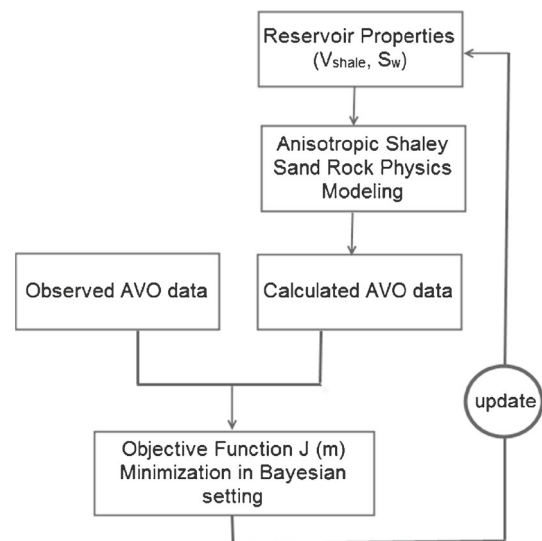 Reservoir Properties
(Vshale, Sw)
Anisotropic Shaley
Sand Rock Physics
Modeling
Observed AVO data
Calculated AVO data
update
Objective Function J (m)
Minimization in Bayesian
setting